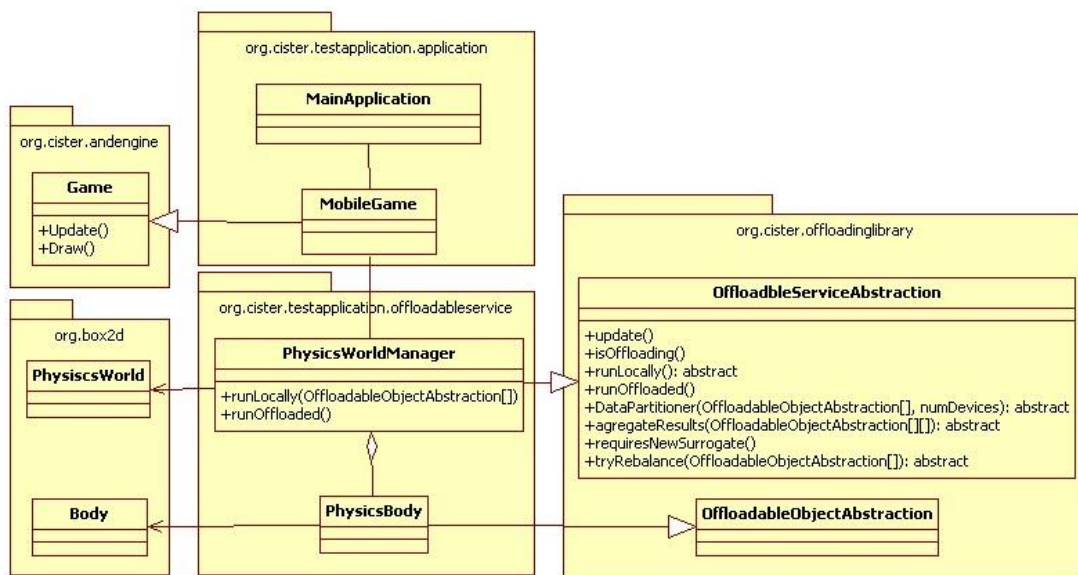 org.cister.testapplication.application
MainApplication
org.cister.andengine
Game
+Update()
+Draw()
MobileGame
org.cister.offloadinglibrary
OffloadbleServiceAbstraction
+update()
+isOffloading()
+runLocally(): abstract
+runOffloaded()
+DataPartitioner(OffloadableObjectAbstraction[], numDevices): abstract
+agregateResults(OffloadableObjectAbstraction[][]): abstract
+requiresNewSurrogate()
+tryRebalance(OffloadableObjectAbstraction[]): abstract
org.cister.testapplication.offloadableservice
PhysicsWorldManager
+runLocally(OffloadableObjectAbstraction[])
+runOffloaded()
org.box2d
PhysiscsWorld
Body
PhysicsBody
OffloadableObjectAbstraction